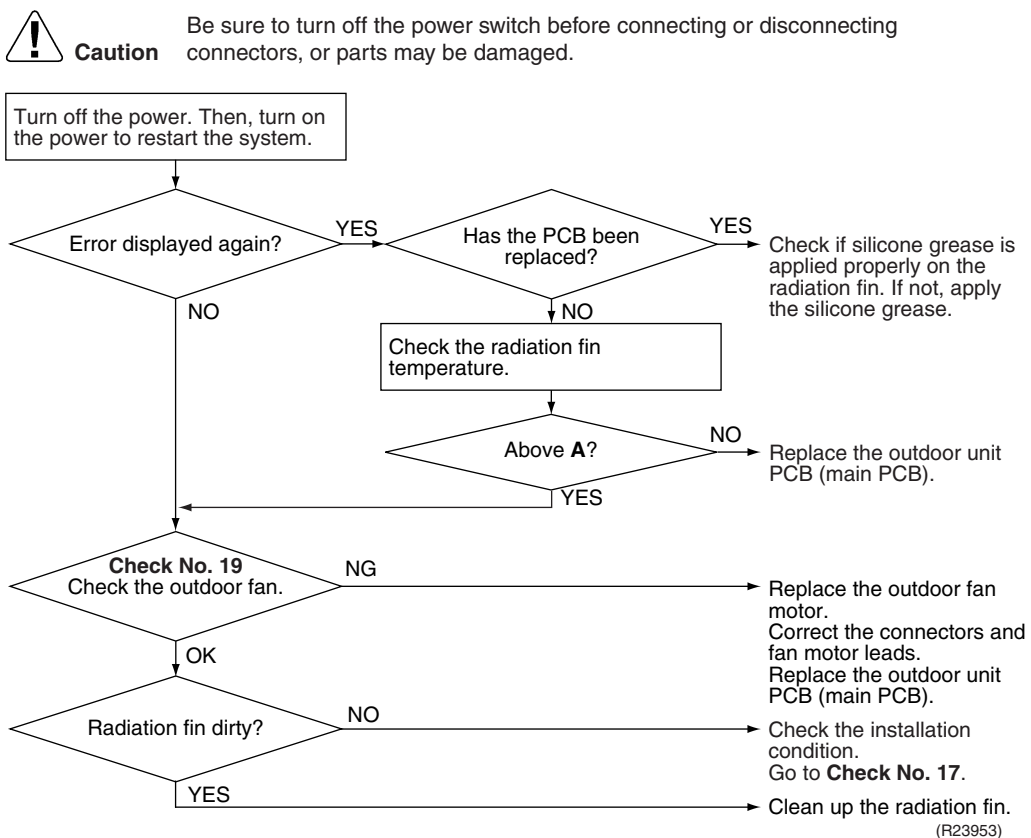 Be sure to turn off the power switch before connecting or disconnecting
Caution connectors, or parts may be damaged.
Turn off the power. Then, turn on
the power to restart the system.
Error displayed again?
YES
Has the PCB been
replaced?
YES
Check if silicone grease is
applied properly on the
radiation fin. If not, apply
the silicone grease.
NO
NO
Check the radiation fin
temperature.
Above A?
NO
Replace the outdoor unit
PCB (main PCB).
YES
Check No. 19
Check the outdoor fan.
NG
Replace the outdoor fan
motor.
Correct the connectors and
fan motor leads.
Replace the outdoor unit
PCB (main PCB).
OK
Radiation fin dirty?
NO
Check the installation
condition.
Go to Check No. 17.
YES
Clean up the radiation fin.
(R23953)